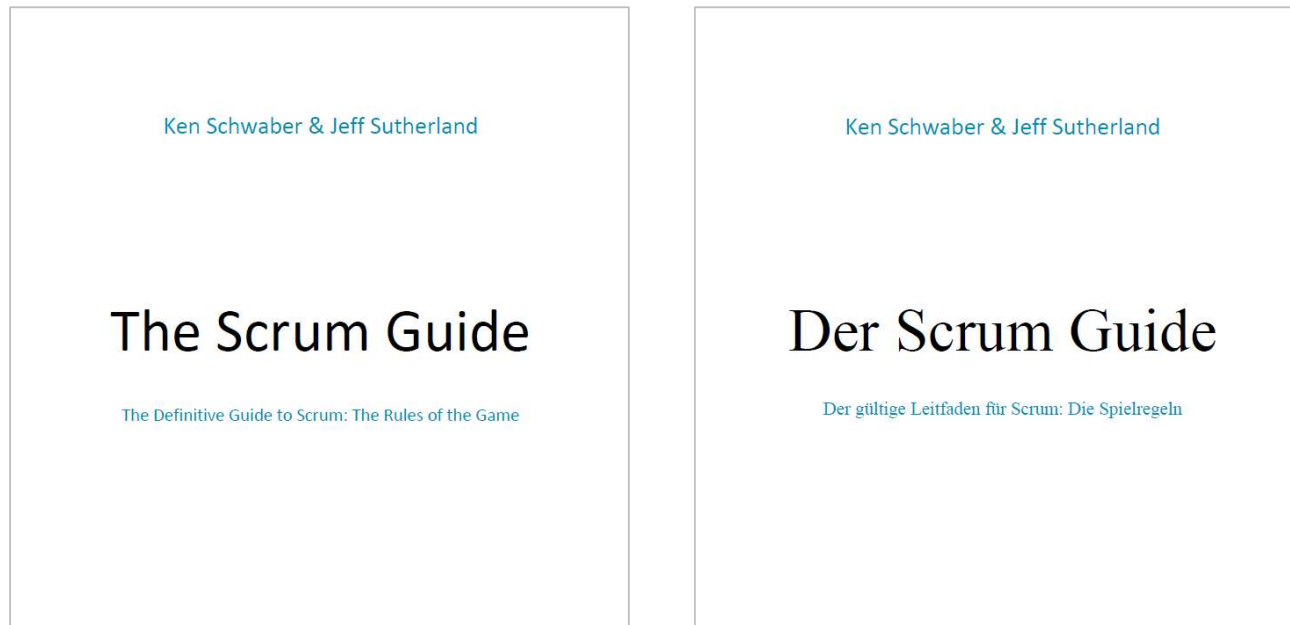 Ken Schwaber & Jeff Sutherland
The Scrum Guide
The Definitive Guide to Scrum: The Rules of the Game
Ken Schwaber & Jeff Sutherland
Der Scrum Guide
Der gültige Leitfaden für Scrum: Die Spielregeln